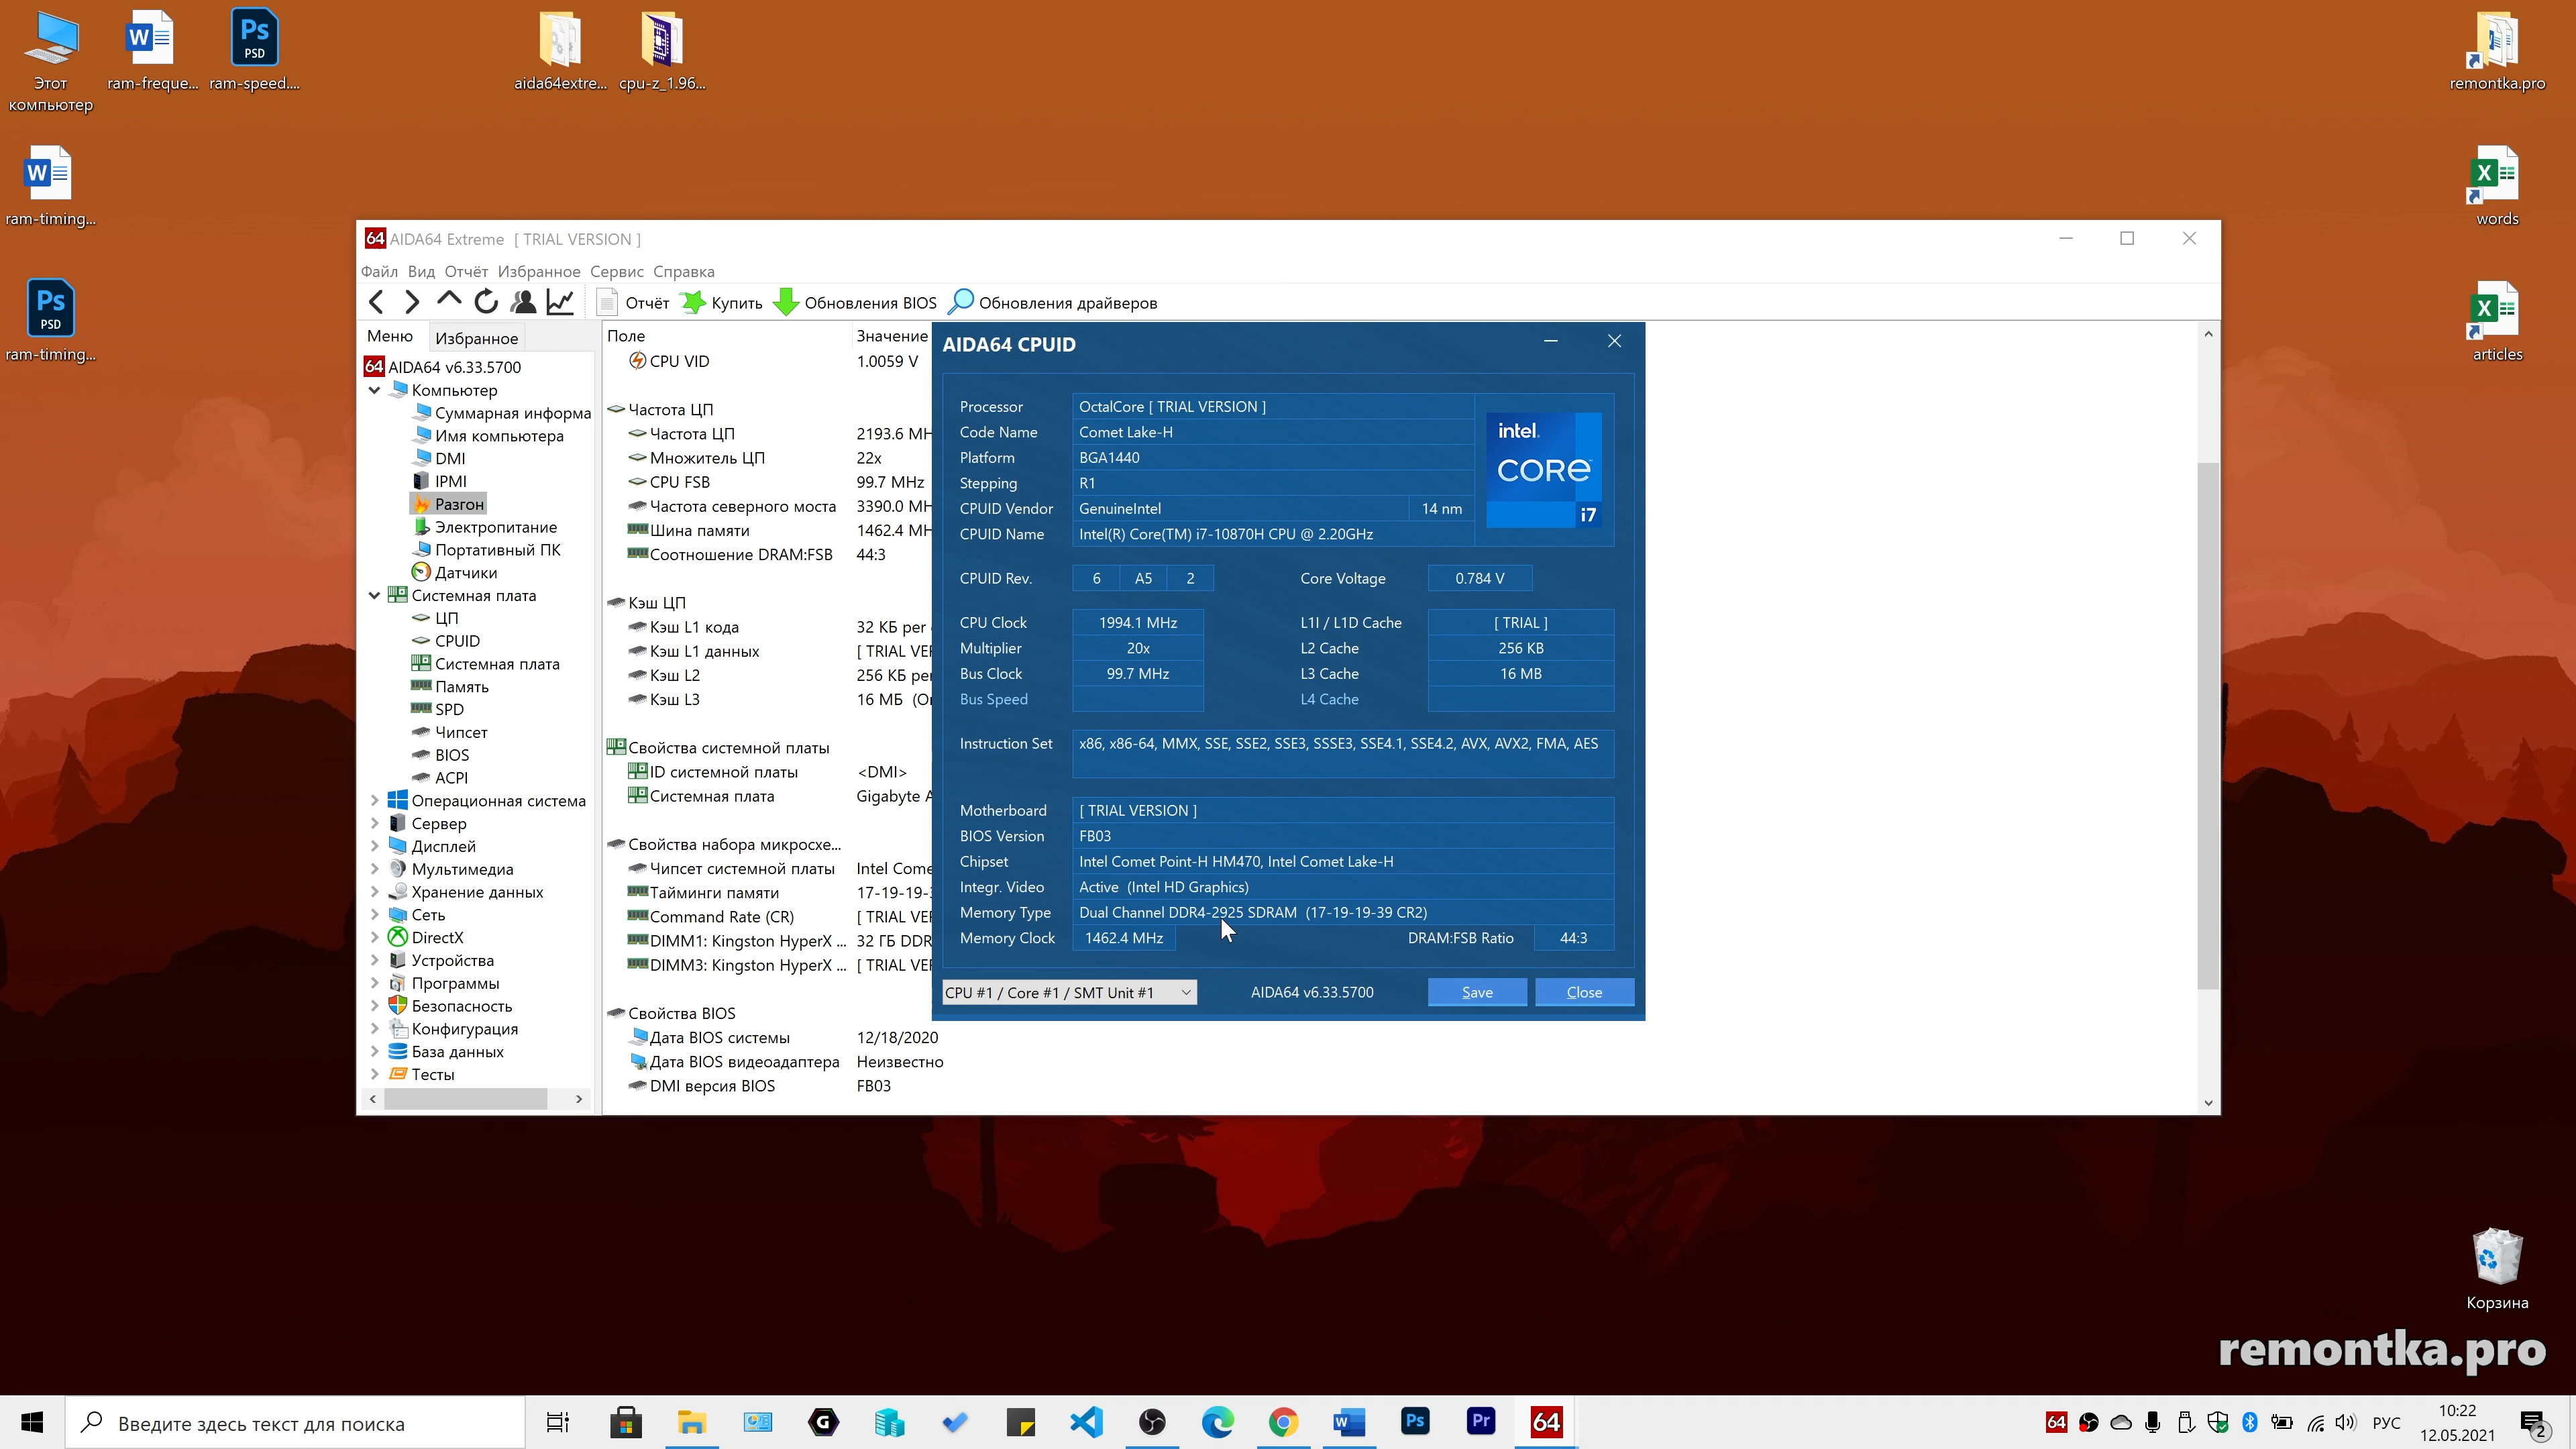 Этот компьютер
ram-freque...
ram-speed....
aida64extre...
cpu-z_1.96...
remontka.pro
ram-timing...
words
ram-timing...
articles
AIDA64 Extreme [ TRIAL VERSION ]
Файл Вид Отчёт Избранное Сервис Справка
Отчёт Купить Обновления BIOS Обновления драйверов
Меню Избранное
AIDA64 v6.33.5700
Компьютер
Суммарная информа
Имя компьютера
DMI
IPMI
Разгон
Электропитание
Портативный ПК
Датчики
Системная плата
ЦП
CPUID
Системная плата
Память
SPD
Чипсет
BIOS
ACPI
Операционная система
Сервер
Дисплей
Мультимедиа
Хранение данных
Сеть
DirectX
Устройства
Программы
Безопасность
Конфигурация
База данных
Тесты
Поле Значение
CPU VID 1.0059 V
Частота ЦП
Частота ЦП 2193.6 MH
Множитель ЦП 22x
CPU FSB 99.7 MHz
Частота северного моста 3390.0 MH
Шина памяти 1462.4 MH
Соотношение DRAM:FSB 44:3
Кэш ЦП
Кэш L1 кода 32 КБ per
Кэш L1 данных [ TRIAL VE
Кэш L2 256 КБ per
Кэш L3 16 МБ (O
Свойства системной платы
ID системной платы <DMI>
Системная плата Gigabyte A
Свойства набора микросхе...
Чипсет системной платы Intel Come
Тайминги памяти 17-19-19-3
Command Rate (CR) [ TRIAL VE
DIMM1: Kingston HyperX ... 32 ГБ DDR
DIMM3: Kingston HyperX ... [ TRIAL VE
Свойства BIOS
Дата BIOS системы 12/18/2020
Дата BIOS видеоадаптера Неизвестно
DMI версия BIOS FB03
AIDA64 CPUID
Processor OctalCore [ TRIAL VERSION ]
Code Name Comet Lake-H
Platform BGA1440
Stepping R1
CPUID Vendor GenuineIntel 14 nm
CPUID Name Intel(R) Core(TM) i7-10870H CPU @ 2.20GHz
intel.
CORE
i7
CPUID Rev. 6 A5 2 Core Voltage 0.784 V
CPU Clock 1994.1 MHz L1I / L1D Cache [ TRIAL ]
Multiplier 20x L2 Cache 256 KB
Bus Clock 99.7 MHz L3 Cache 16 MB
Bus Speed L4 Cache
Instruction Set x86, x86-64, MMX, SSE, SSE2, SSE3, SSSE3, SSE4.1, SSE4.2, AVX, AVX2, FMA, AES
Motherboard [ TRIAL VERSION ]
BIOS Version FB03
Chipset Intel Comet Point-H HM470, Intel Comet Lake-H
Integr. Video Active (Intel HD Graphics)
Memory Type Dual Channel DDR4-2925 SDRAM (17-19-19-39 CR2)
Memory Clock 1462.4 MHz DRAM:FSB Ratio 44:3
CPU #1 / Core #1 / SMT Unit #1 AIDA64 v6.33.5700 Save Close
Корзина
remontka.pro
Введите здесь текст для поиска
РУС
10:22
12.05.2021
2